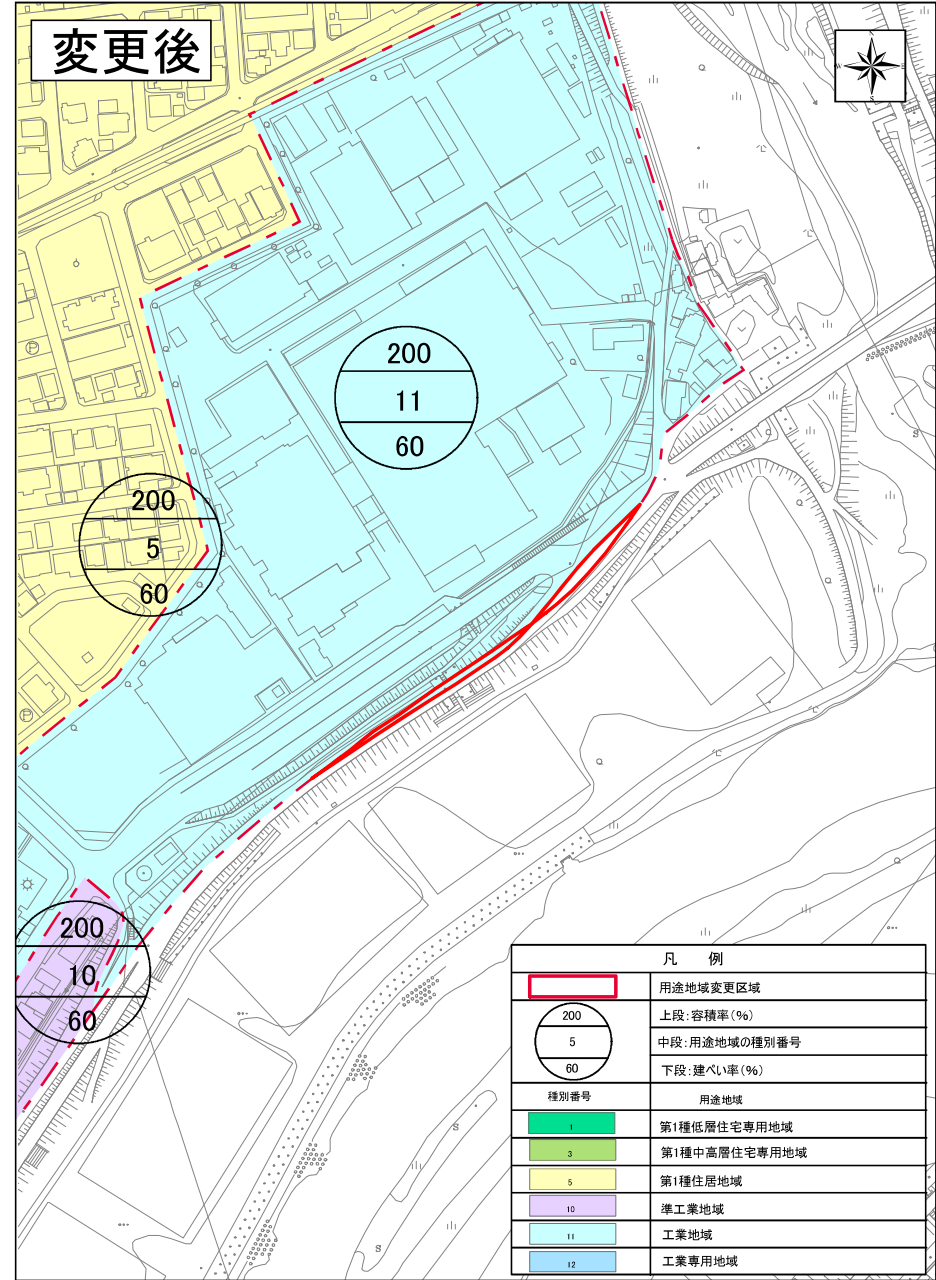 変更後
N
W
E
S
200
11
60
200
5
60
P
P
200
10
60
S
S
S
凡 例
用途地域変更区域
200
5
60
上段:容積率(%)
中段:用途地域の種別番号
下段:建ぺい率(%)
種別番号 用途地域
1 第1種低層住宅専用地域
3 第1種中高層住宅専用地域
5 第1種住居地域
10 準工業地域
11 工業地域
12 工業専用地域